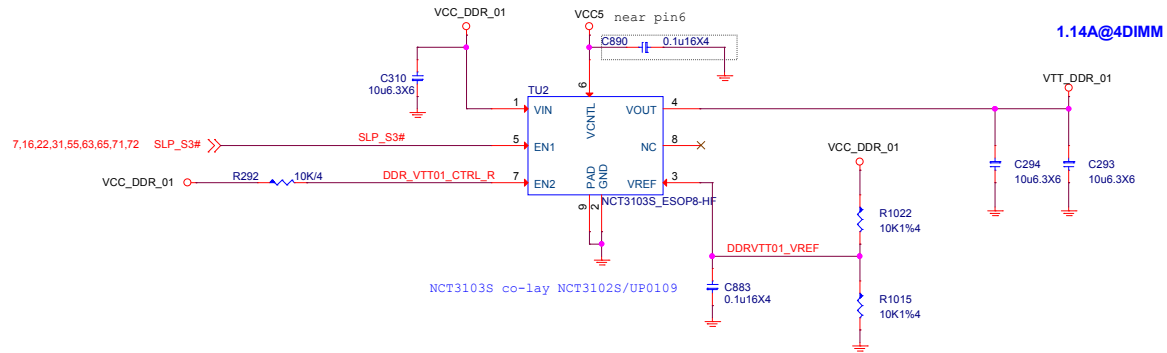 VCC_DDR_01
VCC5
near pin6
1.14A@4DIMM
C890
0.1u16X4
C310
10u6.3X6
VTT_DDR_01
6
TU2
1
VIN
VCNTL
VOUT
4
7,16,22,31,55,63,65,71,72
SLP_S3#
SLP_S3#
5
EN1
NC
8
VCC_DDR_01
VCC_DDR_01
R292
10K/4
DDR_VTT01_CTRL_R
7
EN2
PAD
GND
VREF
3
C294
10u6.3X6
C293
10u6.3X6
NCT3103S_ESOP8-HF
9
2
R1022
10K1%4
DDRVTT01_VREF
NCT3103S co-lay NCT3102S/UP0109
C883
0.1u16X4
R1015
10K1%4